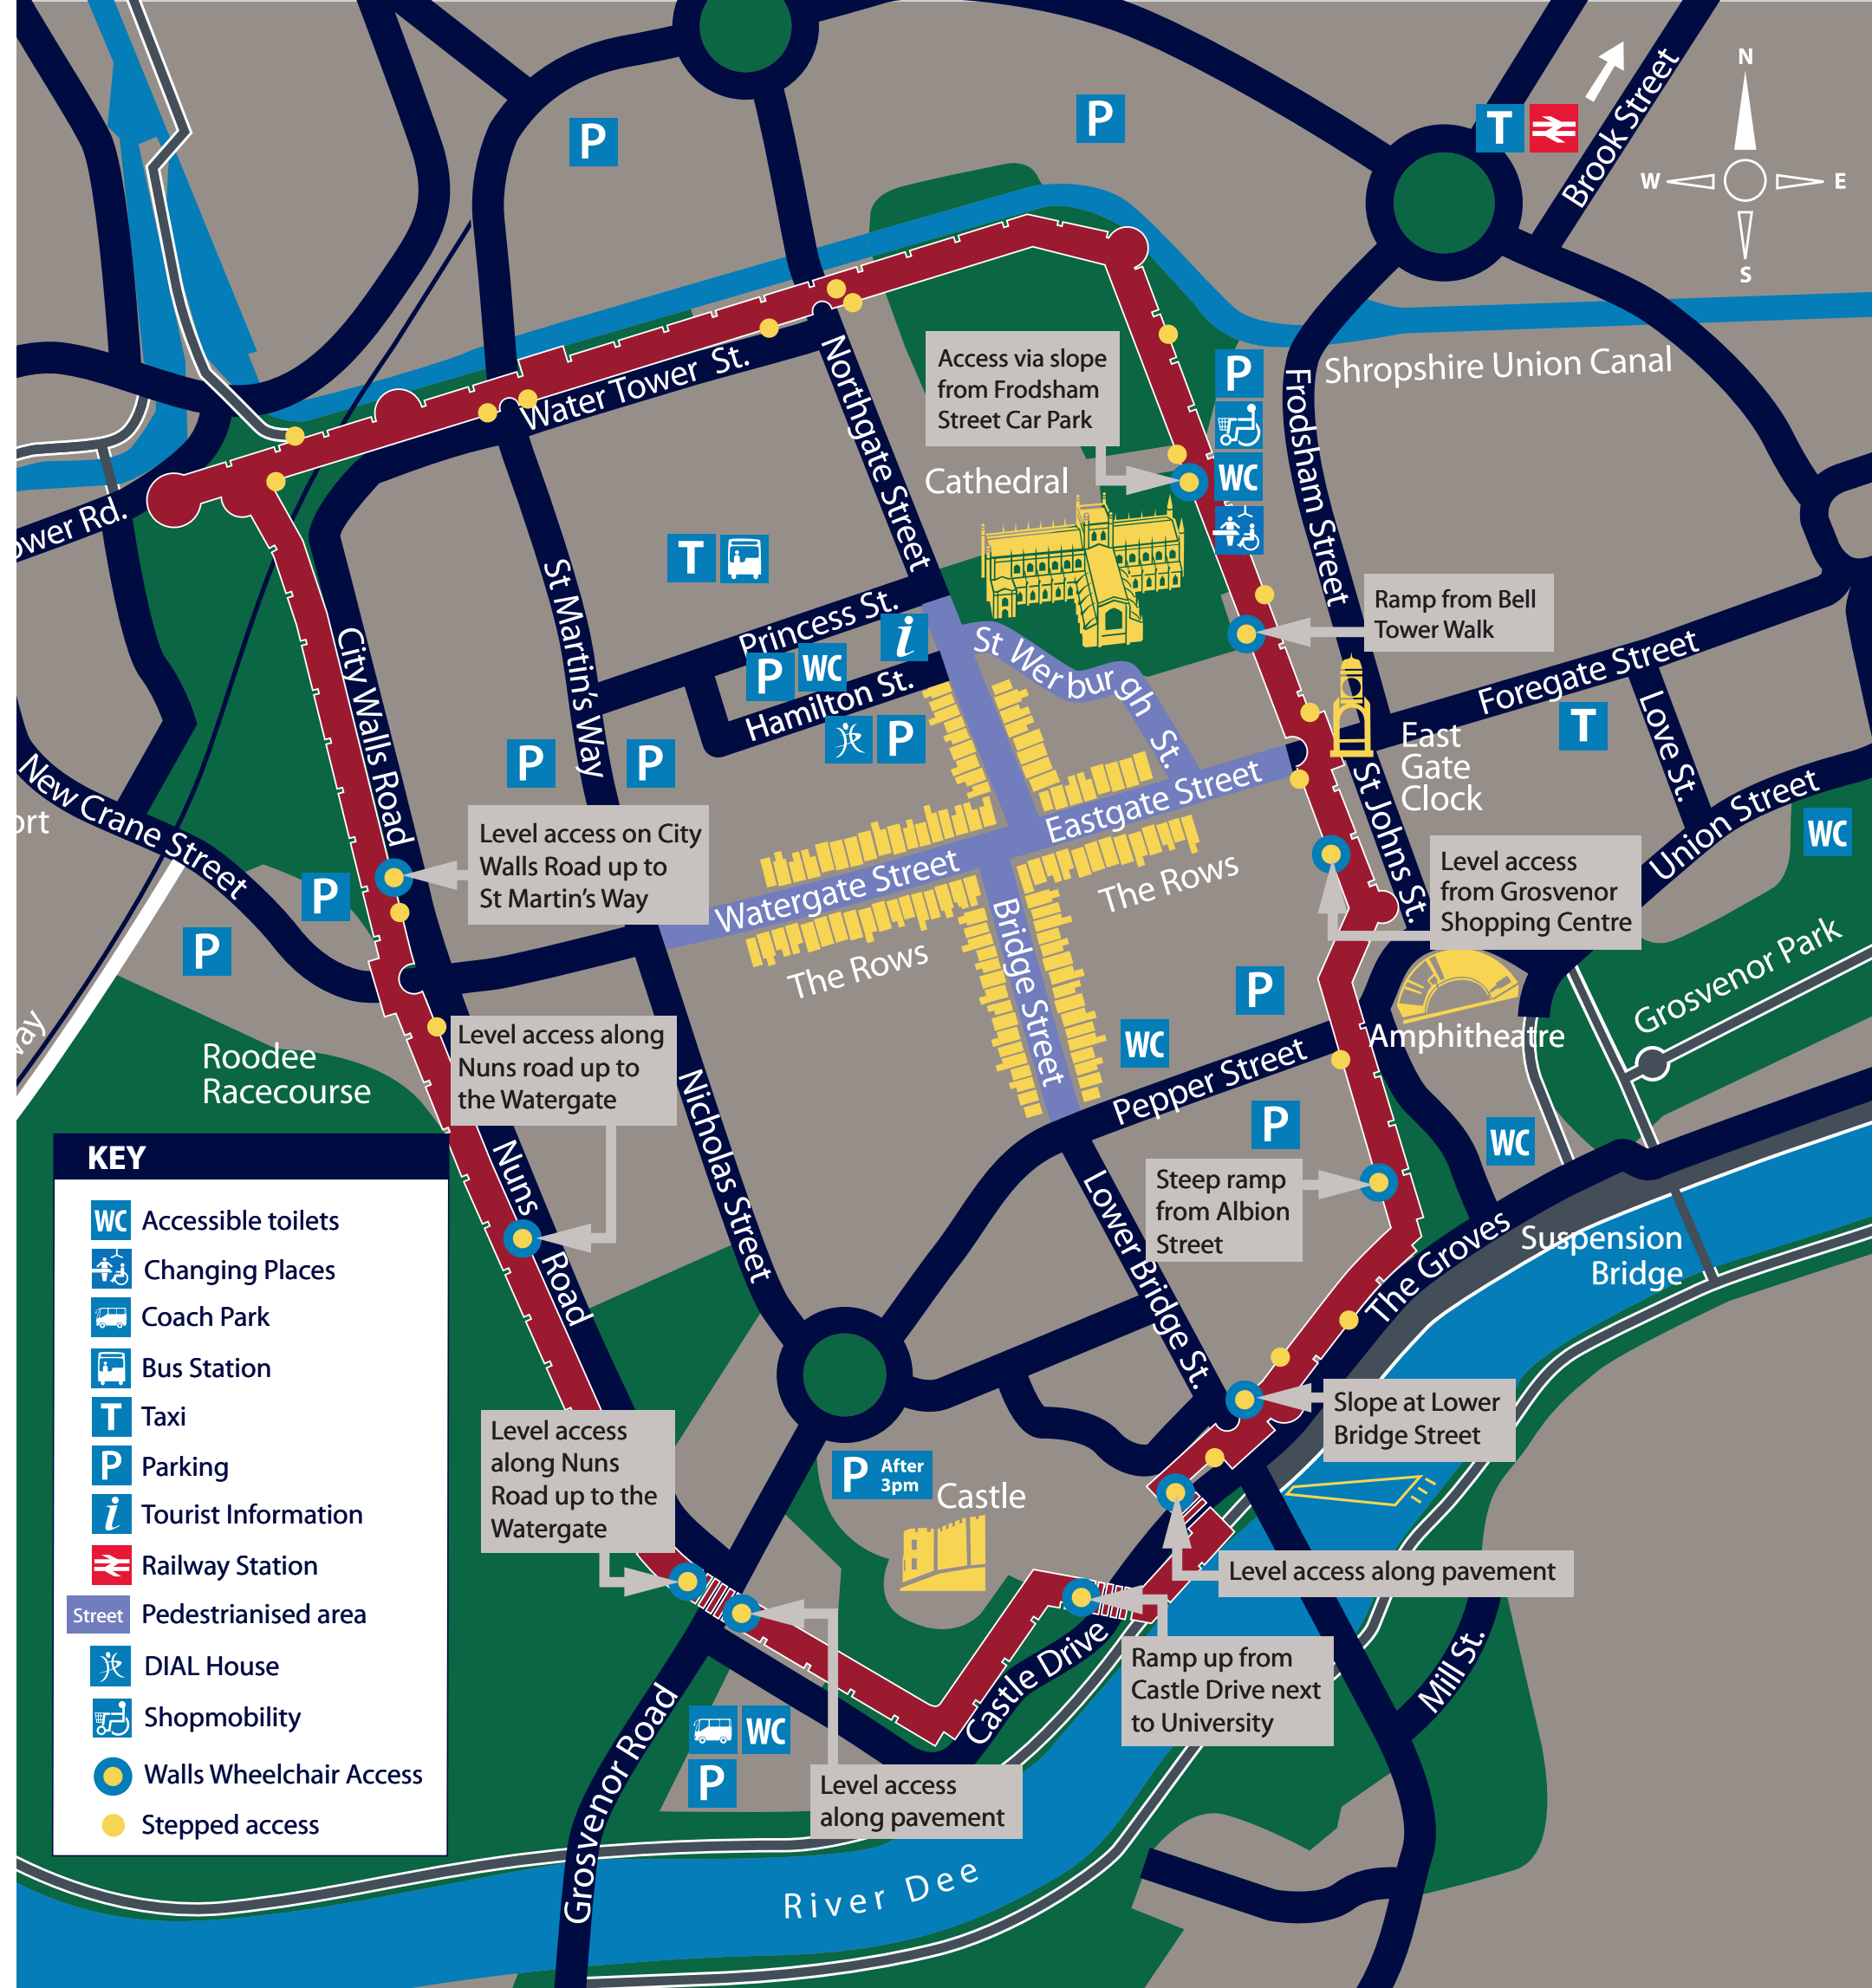 P
P
T
Brook Street
N
W
E
S
Shropshire Union Canal
Water Tower St.
Northgate Street
Access via slope
from Frodsham
Street Car Park
P
WC
Frodsham Street
Cathedral
ower Rd.
T
St Martin's Way
City Walls Road
Princess St.
i
P
WC
Hamilton St.
P
St Werburgh St.
Ramp from Bell
Tower Walk
Foregate Street
T
Love St.
East
Gate
Clock
P
P
Eastgate Street
St Johns St.
Union Street
WC
New Crane Street
ort
Level access on City
Walls Road up to
St Martin's Way
P
P
Watergate Street
The Rows
The Rows
Bridge Street
Level access
from Grosvenor
Shopping Centre
Grosvenor Park
Amphitheatre
P
WC
Pepper Street
P
WC
way
Roodee
Racecourse
Level access along
Nuns road up to
the Watergate
Nicholas Street
Nuns Road
Steep ramp
from Albion
Street
Lower Bridge St.
The Groves
Suspension
Bridge
Slope at Lower
Bridge Street
Level access
along Nuns
Road up to the
Watergate
P After
3pm
Castle
Level access along pavement
Castle Drive
Ramp up from
Castle Drive next
to University
Mill St.
Grosvenor Road
WC
P
Level access
along pavement
River Dee
KEY
WC Accessible toilets
Changing Places
Coach Park
Bus Station
T Taxi
P Parking
i Tourist Information
Railway Station
Street Pedestrianised area
DIAL House
Shopmobility
Walls Wheelchair Access
Stepped access